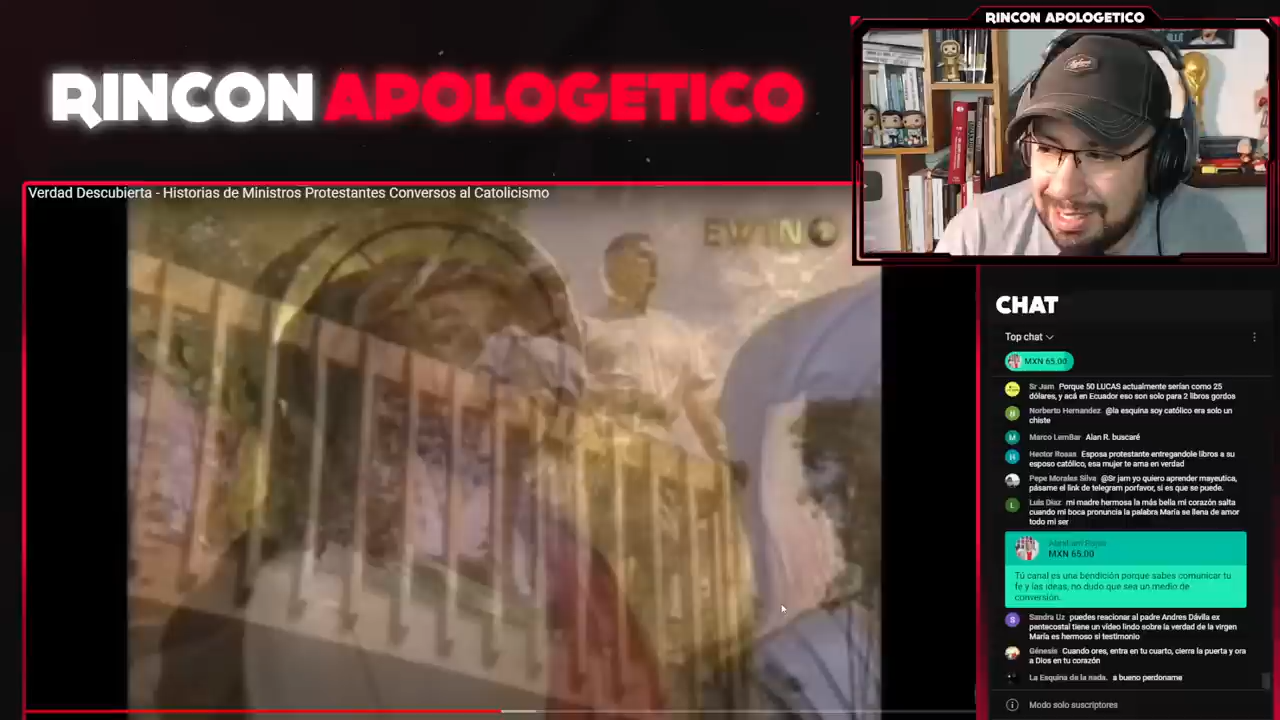 RINCON APOLOGETICO
RINCON APOLOGETICO
Verdad Descubierta - Historias de Ministros Protestantes Conversos al Catolicismo
EWTN
CHAT
Top chat
MXN 65.00
Sr Jam Porque 50 LUCAS actualmente serían como 25
dólares, y acá en Ecuador eso son solo para 2 libros gordos
Norberto Hernandez @la esquina soy católico era solo un
chiste
Marco LemBar Alan R. buscaré
Hector Rosas Esposa protestante entregandole libros a su
esposo católico, esa mujer te ama en verdad
Pepe Morales Silva @Sr jam yo quiero aprender mayeutica,
pásame el link de telegram porfavor, si es que se puede.
Luis Diaz mi madre hermosa la más bella mi corazón salta
cuando mi boca pronuncia la palabra María se llena de amor
todo mi ser
MXN 65.00
Tú canal es una bendición porque sabes comunicar tu
fe y las ideas, no dudo que sea un medio de
conversión.
Sandra Uz puedes reacionar al padre Andres Dávila ex
pentecostal tiene un video lindo sobre la verdad de la virgen
María es hermoso si testimonio
Génesis Cuando ores, entra en tu cuarto, cierra la puerta y ora
a Dios en tu corazón
La Esquina de la nada. a bueno perdoname
Modo solo suscriptores